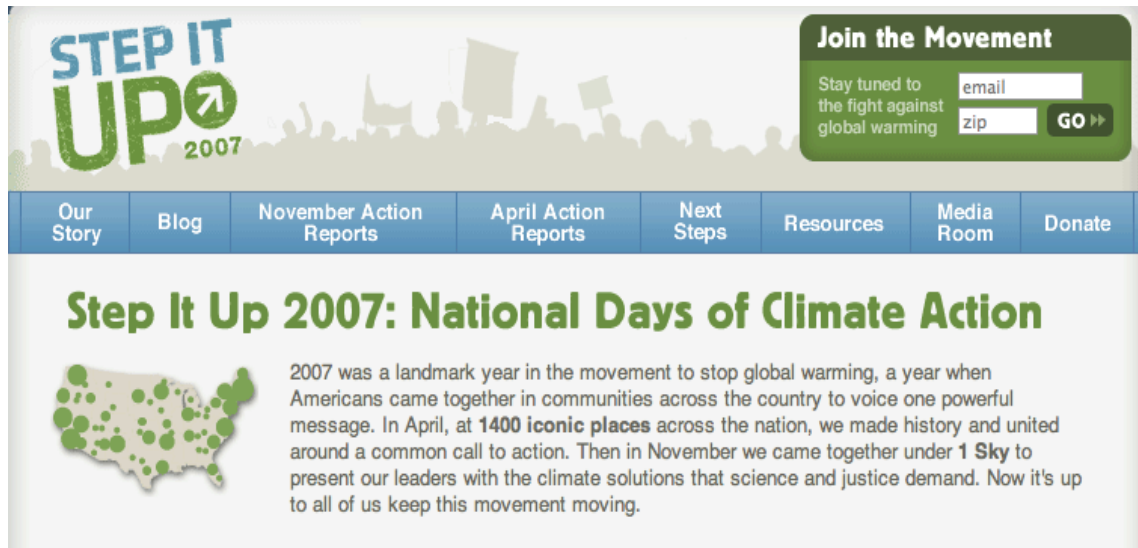 STEP IT
UP
2007
Join the Movement
Stay tuned to
the fight against
global warming
email
zip
GO
Our
Story
Blog
November Action
Reports
April Action
Reports
Next
Steps
Resources
Media
Room
Donate
Step It Up 2007: National Days of Climate Action
2007 was a landmark year in the movement to stop global warming, a year when
Americans came together in communities across the country to voice one powerful
message. In April, at 1400 iconic places across the nation, we made history and united
around a common call to action. Then in November we came together under 1 Sky to
present our leaders with the climate solutions that science and justice demand. Now it's up
to all of us keep this movement moving.